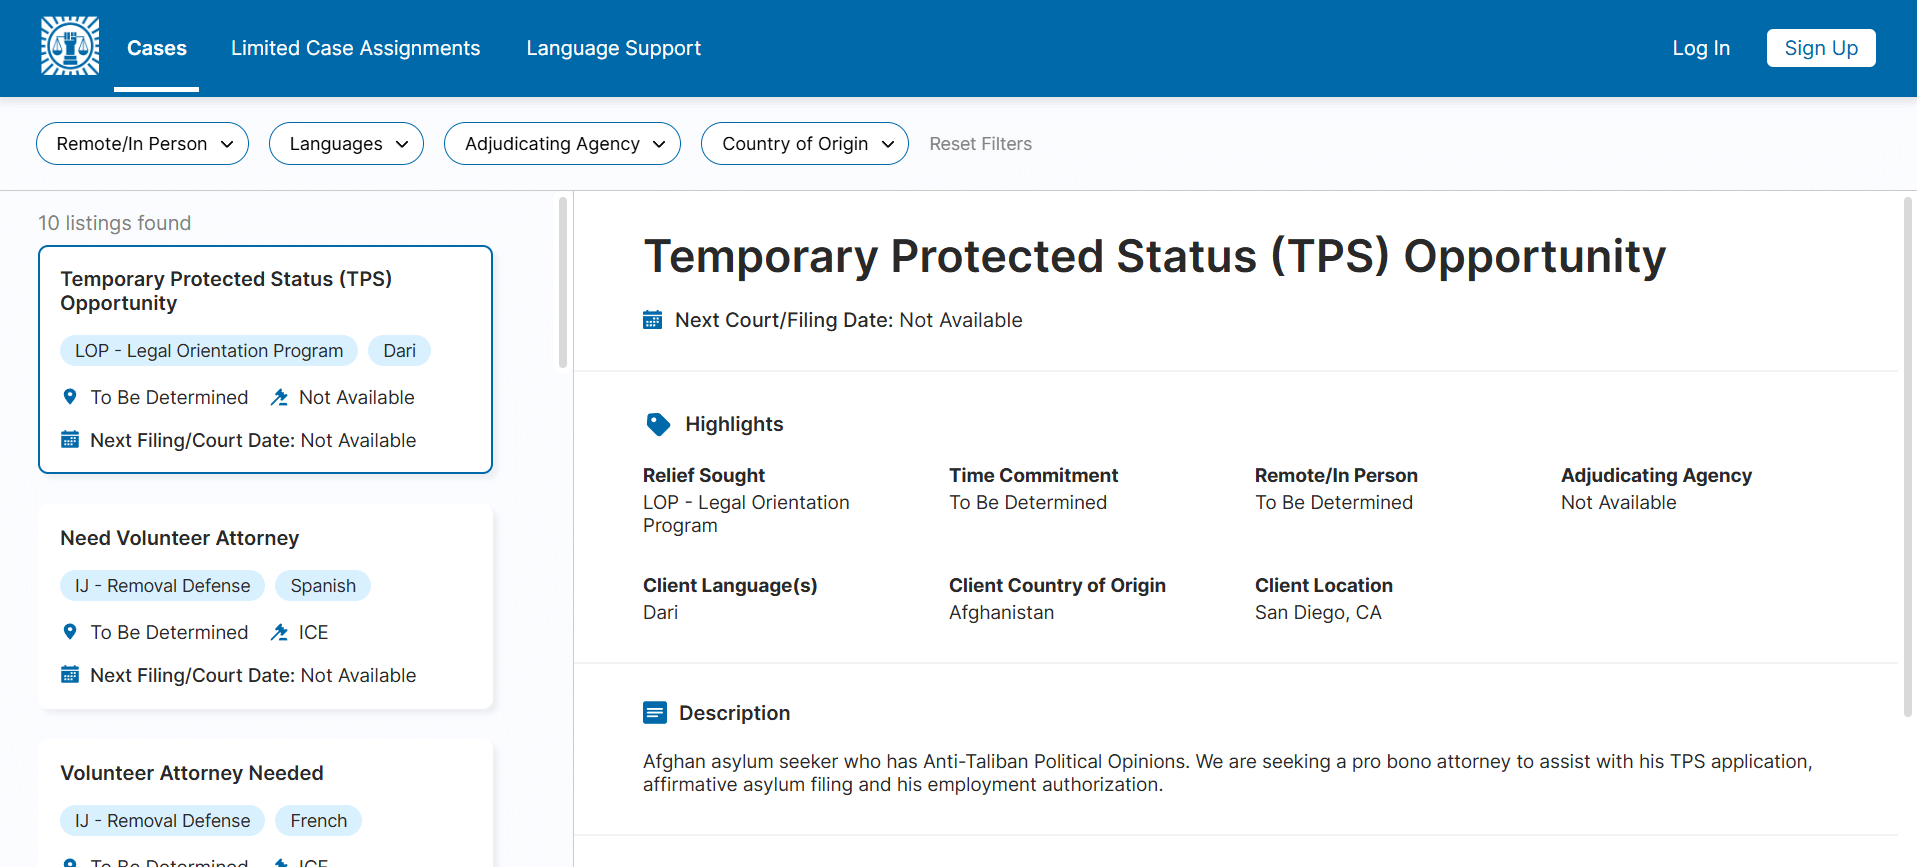 Cases
Limited Case Assignments
Language Support
Log In
Sign Up
Remote/In Person
Languages
Adjudicating Agency
Country of Origin
Reset Filters
10 listings found
Temporary Protected Status (TPS)
Opportunity
LOP - Legal Orientation Program
Dari
To Be Determined
Not Available
Next Filing/Court Date: Not Available
Need Volunteer Attorney
IJ - Removal Defense
Spanish
To Be Determined
ICE
Next Filing/Court Date: Not Available
Volunteer Attorney Needed
IJ - Removal Defense
French
To Be Determined
ICE
Temporary Protected Status (TPS) Opportunity
Next Court/Filing Date: Not Available
Highlights
Relief Sought
LOP - Legal Orientation
Program
Time Commitment
To Be Determined
Remote/In Person
To Be Determined
Adjudicating Agency
Not Available
Client Language(s)
Dari
Client Country of Origin
Afghanistan
Client Location
San Diego, CA
Description
Afghan asylum seeker who has Anti-Taliban Political Opinions. We are seeking a pro bono attorney to assist with his TPS application,
affirmative asylum filing and his employment authorization.